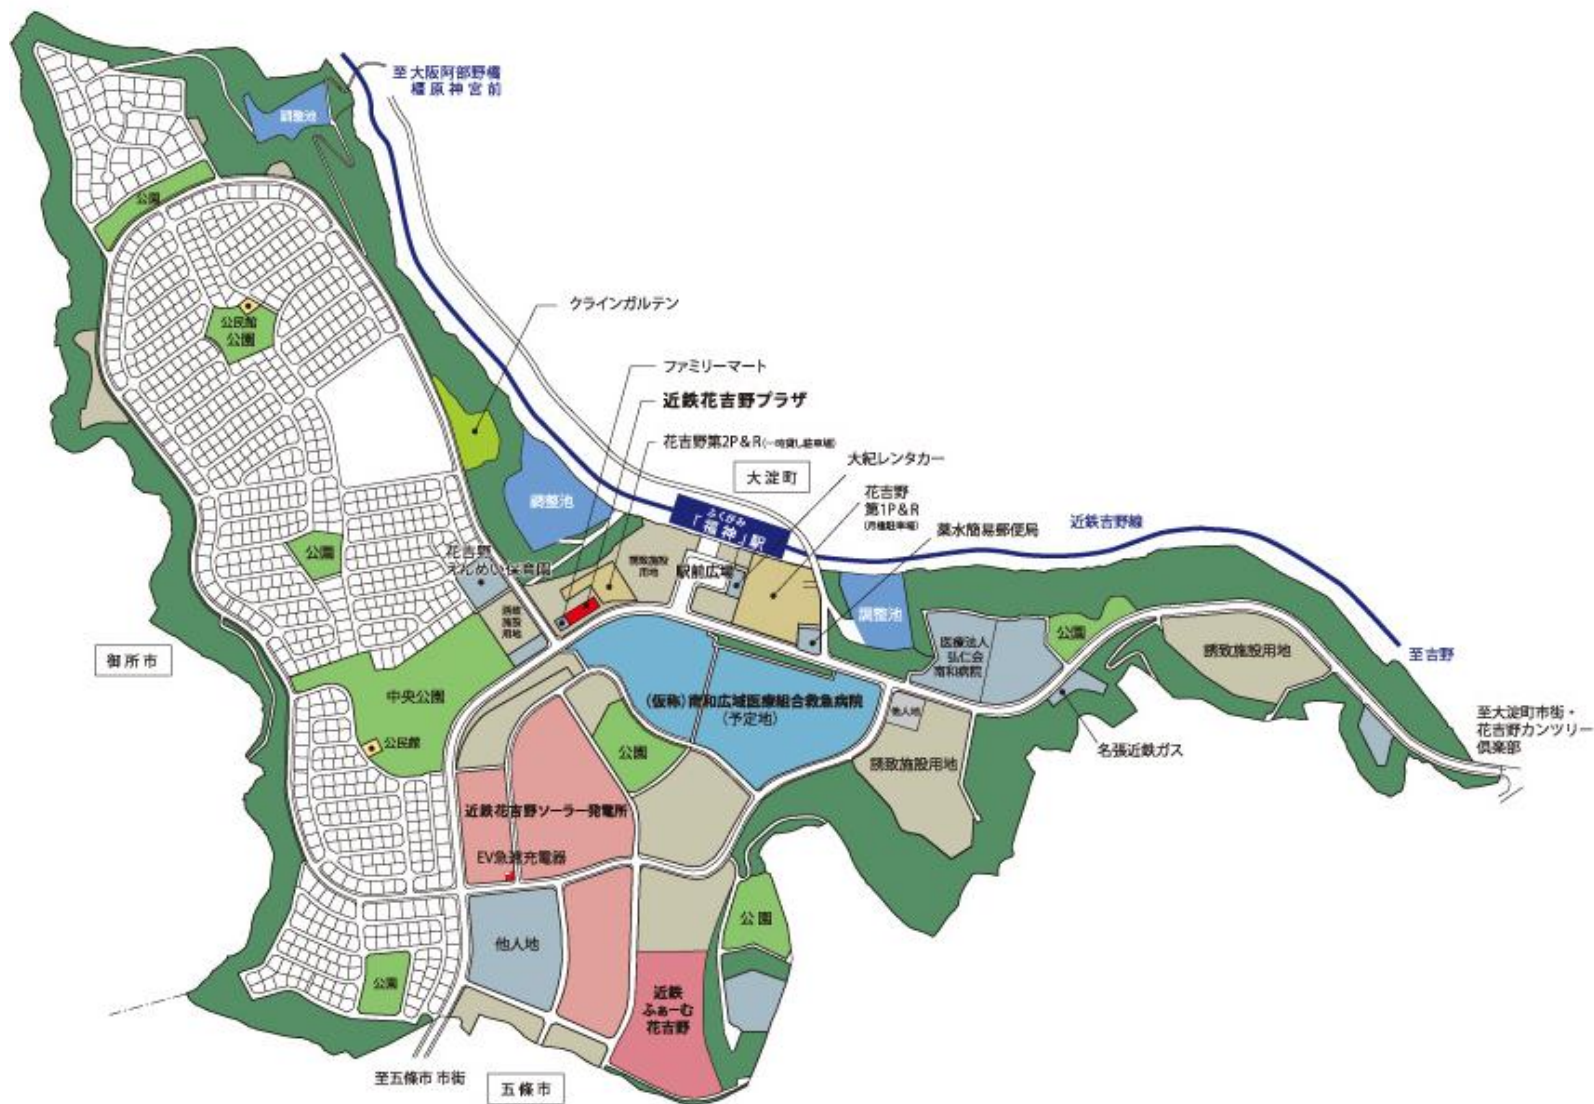 至 大阪阿部野橋
橿原神宮前
調整池
公園
クラインガルテン
公民館
公園
ファミリーマート
近鉄花吉野プラザ
花吉野第2P&R(一時貸し駐車場)
大淀町
大紀レンタカー
花吉野
第1P&R
(月極駐車場)
薬水簡易郵便局
近鉄吉野線
ふくがみ
「福神」駅
調整池
公園
花吉野
えんめい保育園
誘致施設
用地
駅前広場
誘致
施設
用地
調整池
医療法人
弘仁会
南和病院
公園
誘致施設用地
至吉野
御所市
中央公園
(仮称)南和広域医療組合救急病院
(予定地)
他人地
至大淀町市街・
花吉野カンツリー
倶楽部
公民館
公園
誘致施設用地
名張近鉄ガス
近鉄花吉野ソーラー発電所
EV急速充電器
公園
他人地
公園
近鉄
ふぁーむ
花吉野
至五條市 市街
五條市